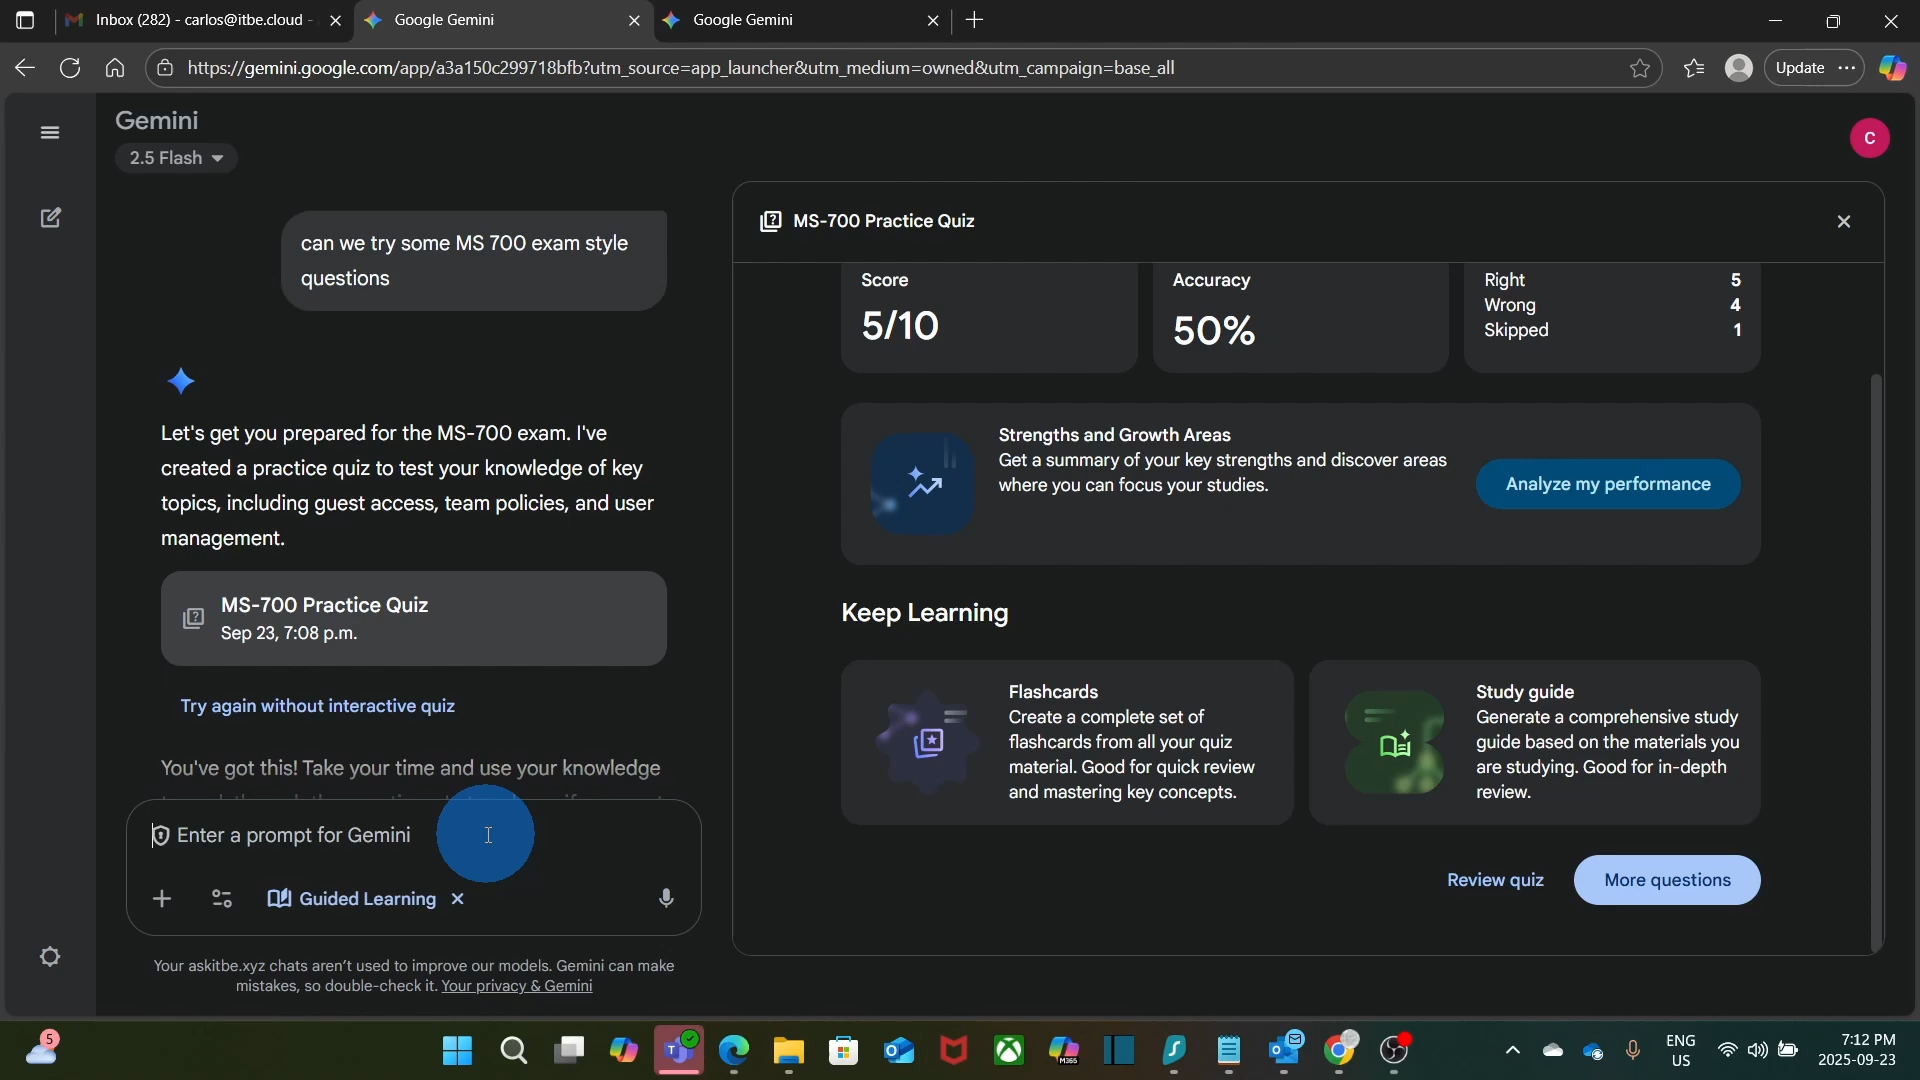 Inbox (282) - carlos@itbe.cloud -
Google Gemini
Google Gemini
https://gemini.google.com/app/a3a150c299718bfb?utm_source=app_launcher&utm_medium=owned&utm_campaign=base_all
Update
Gemini
2.5 Flash
C
can we try some MS 700 exam style
questions
Let's get you prepared for the MS-700 exam. I've
created a practice quiz to test your knowledge of key
topics, including guest access, team policies, and user
management.
MS-700 Practice Quiz
Sep 23, 7:08 p.m.
Try again without interactive quiz
You've got this! Take your time and use your knowledge
Enter a prompt for Gemini
Guided Learning
Your askitbe.xyz chats aren't used to improve our models. Gemini can make
mistakes, so double-check it. Your privacy & Gemini
MS-700 Practice Quiz
Score
5/10
Accuracy
50%
Right 5
Wrong 4
Skipped 1
Strengths and Growth Areas
Get a summary of your key strengths and discover areas
where you can focus your studies.
Analyze my performance
Keep Learning
Flashcards
Create a complete set of
flashcards from all your quiz
material. Good for quick review
and mastering key concepts.
Study guide
Generate a comprehensive study
guide based on the materials you
are studying. Good for in-depth
review.
Review quiz
More questions
5
M365
ENG
US
7:12 PM
2025-09-23